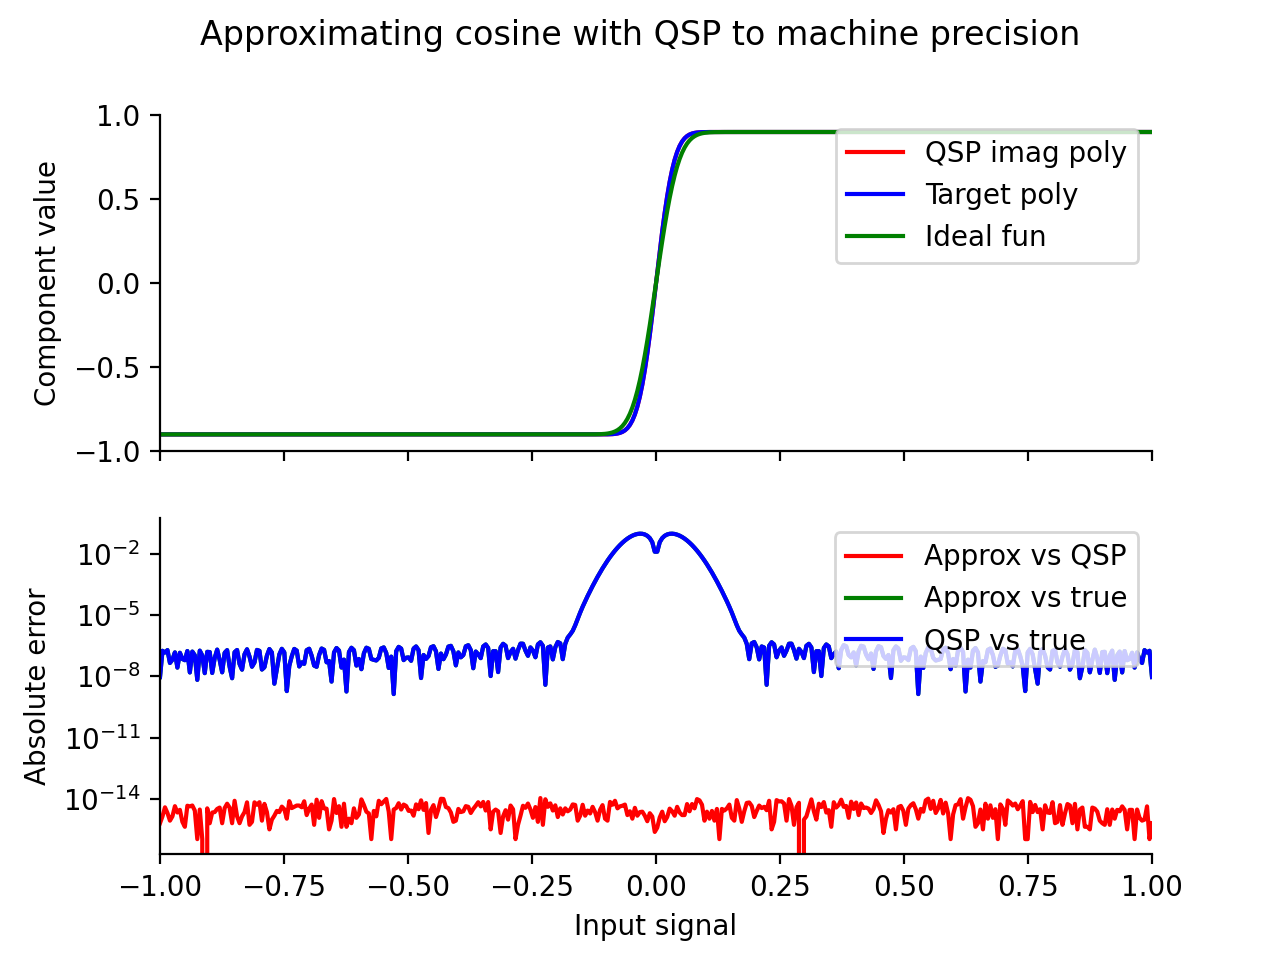 Approximating cosine with QSP to machine precision
1.0
0.5
0.0
−0.5
−1.0
Component value
QSP imag poly
Target poly
Ideal fun
10⁻²
10⁻⁵
10⁻⁸
10⁻¹¹
10⁻¹⁴
Absolute error
Approx vs QSP
Approx vs true
QSP vs true
−1.00 −0.75 −0.50 −0.25 0.00 0.25 0.50 0.75 1.00
Input signal